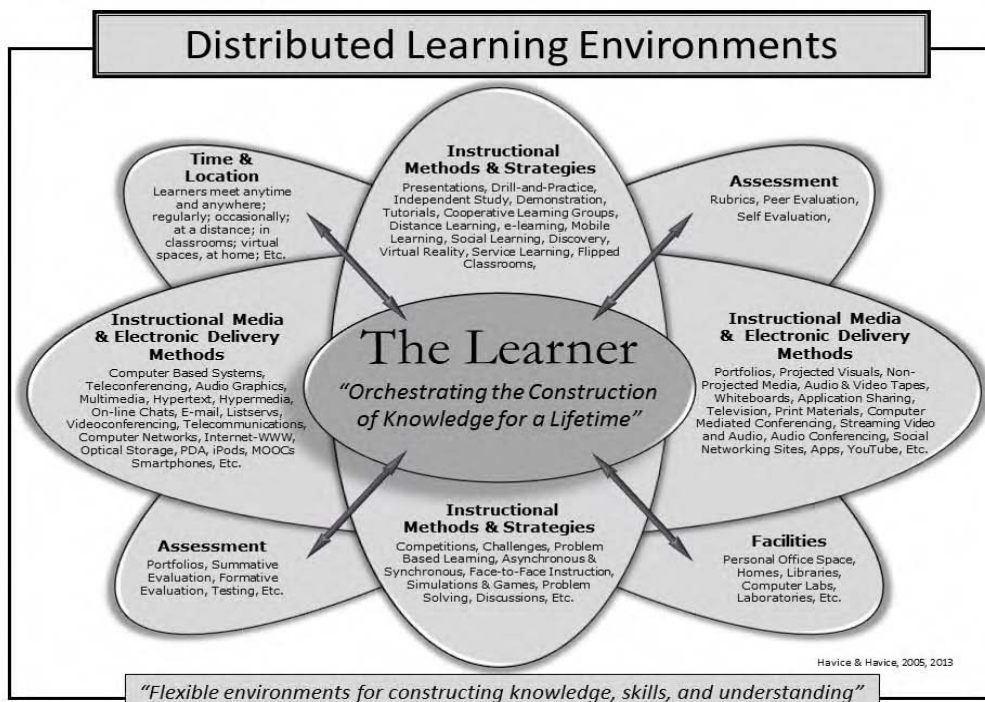 Distributed Learning Environments
Time &
Location
Learners meet anytime
and anywhere;
regularly; occasionally;
at a distance; in
classrooms; virtual
spaces, at home; Etc.
Instructional
Methods & Strategies
Presentations, Drill-and-Practice,
Independent Study, Demonstration,
Tutorials, Cooperative Learning Groups,
Distance Learning, e-learning, Mobile
Learning, Social Learning, Discovery,
Virtual Reality, Service Learning, Flipped
Classrooms,
Assessment
Rubrics, Peer Evaluation,
Self Evaluation,
Instructional Media
& Electronic Delivery
Methods
Computer Based Systems,
Teleconferencing, Audio Graphics,
Multimedia, Hypertext, Hypermedia,
On-line Chats, E-mail, Listservs,
Videoconferencing, Telecommunications,
Computer Networks, Internet-WWW,
Optical Storage, PDA, iPods, MOOCs
Smartphones, Etc.
The Learner
“Orchestrating the Construction
of Knowledge for a Lifetime”
Instructional Media
& Electronic Delivery
Methods
Portfolios, Projected Visuals, Non-
Projected Media, Audio & Video Tapes,
Whiteboards, Application Sharing,
Television, Print Materials, Computer
Mediated Conferencing, Streaming Video
and Audio, Audio Conferencing, Social
Networking Sites, Apps, YouTube, Etc.
Assessment
Portfolios, Summative
Evaluation, Formative
Evaluation, Testing, Etc.
Instructional
Methods & Strategies
Competitions, Challenges, Problem
Based Learning, Asynchronous &
Synchronous, Face-to-Face Instruction,
Simulations & Games, Problem
Solving, Discussions, Etc.
Facilities
Personal Office Space,
Homes, Libraries,
Computer Labs,
Laboratories, Etc.
Havice & Havice, 2005, 2013
“Flexible environments for constructing knowledge, skills, and understanding”